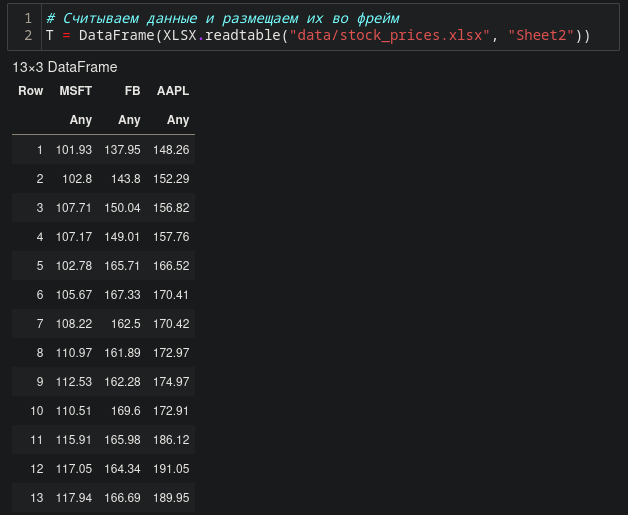 1 # Считываем данные и размещаем их во фрейм
2 T = DataFrame(XLSX.readtable("data/stock_prices.xlsx", "Sheet2"))
13×3 DataFrame
Row MSFT FB AAPL
Any Any Any
1 101.93 137.95 148.26
2 102.8 143.8 152.29
3 107.71 150.04 156.82
4 107.17 149.01 157.76
5 102.78 165.71 166.52
6 105.67 167.33 170.41
7 108.22 162.5 170.42
8 110.97 161.89 172.97
9 112.53 162.28 174.97
10 110.51 169.6 172.91
11 115.91 165.98 186.12
12 117.05 164.34 191.05
13 117.94 166.69 189.95